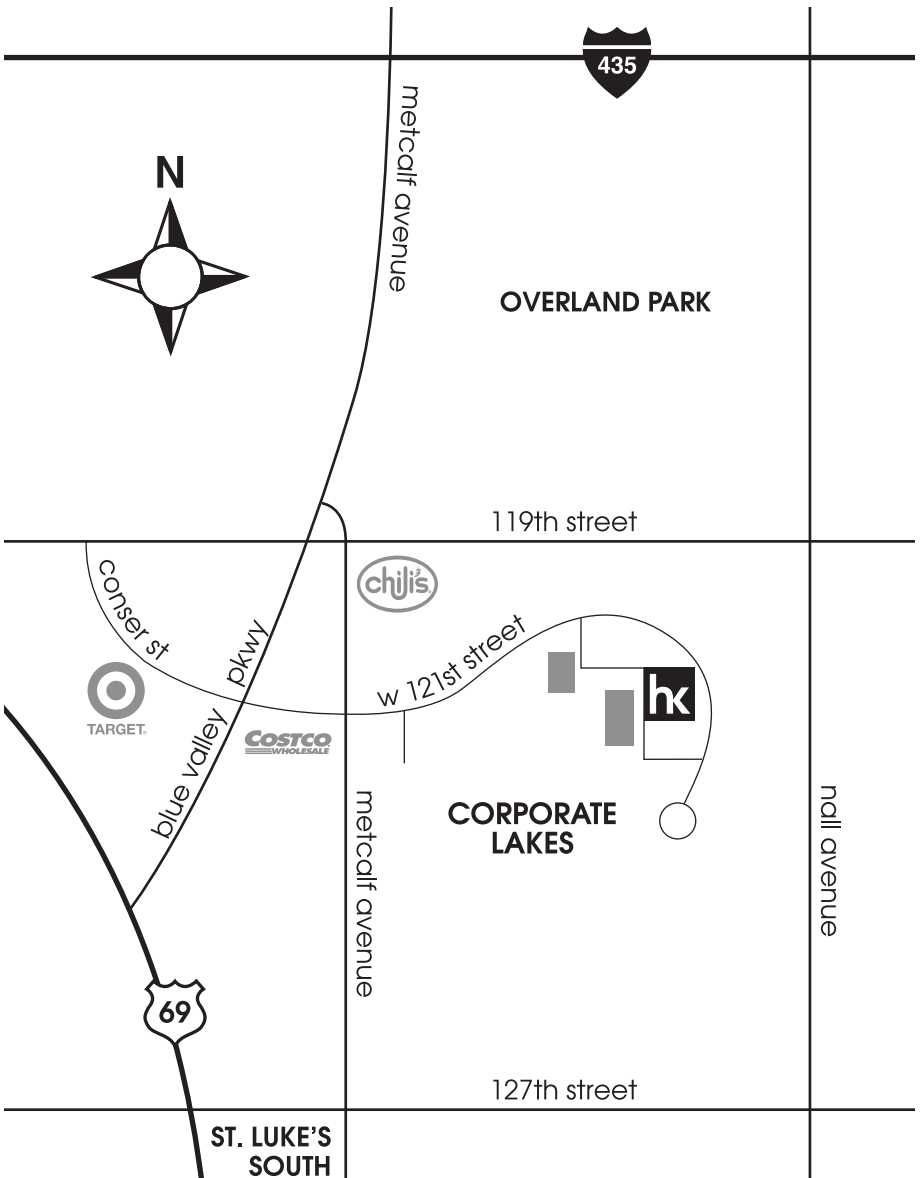 435
metcalf avenue
N
OVERLAND PARK
119th street
chili's
conser st
pkwy
w 121st street
hk
TARGET
blue valley
COSTCO
WHOLESALE
metcalf avenue
CORPORATE
LAKES
nall avenue
69
127th street
ST. LUKE'S
SOUTH